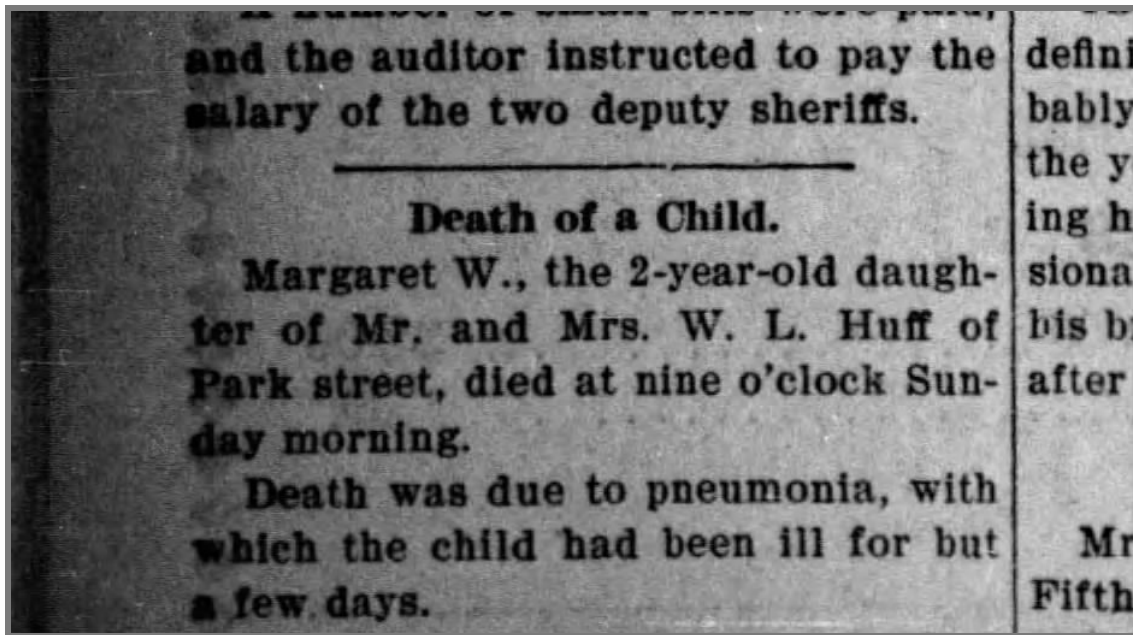 and the auditor instructed to pay the
salary of the two deputy sheriffs.
Death of a Child.
Margaret W., the 2-year-old daugh-
ter of Mr. and Mrs. W. L. Huff of
Park street, died at nine o'clock Sun-
day morning.
Death was due to pneumonia, with
which the child had been ill for but
a few days.
defini
bably
the y
ing h
siona
his b
after
Mr
Fifth